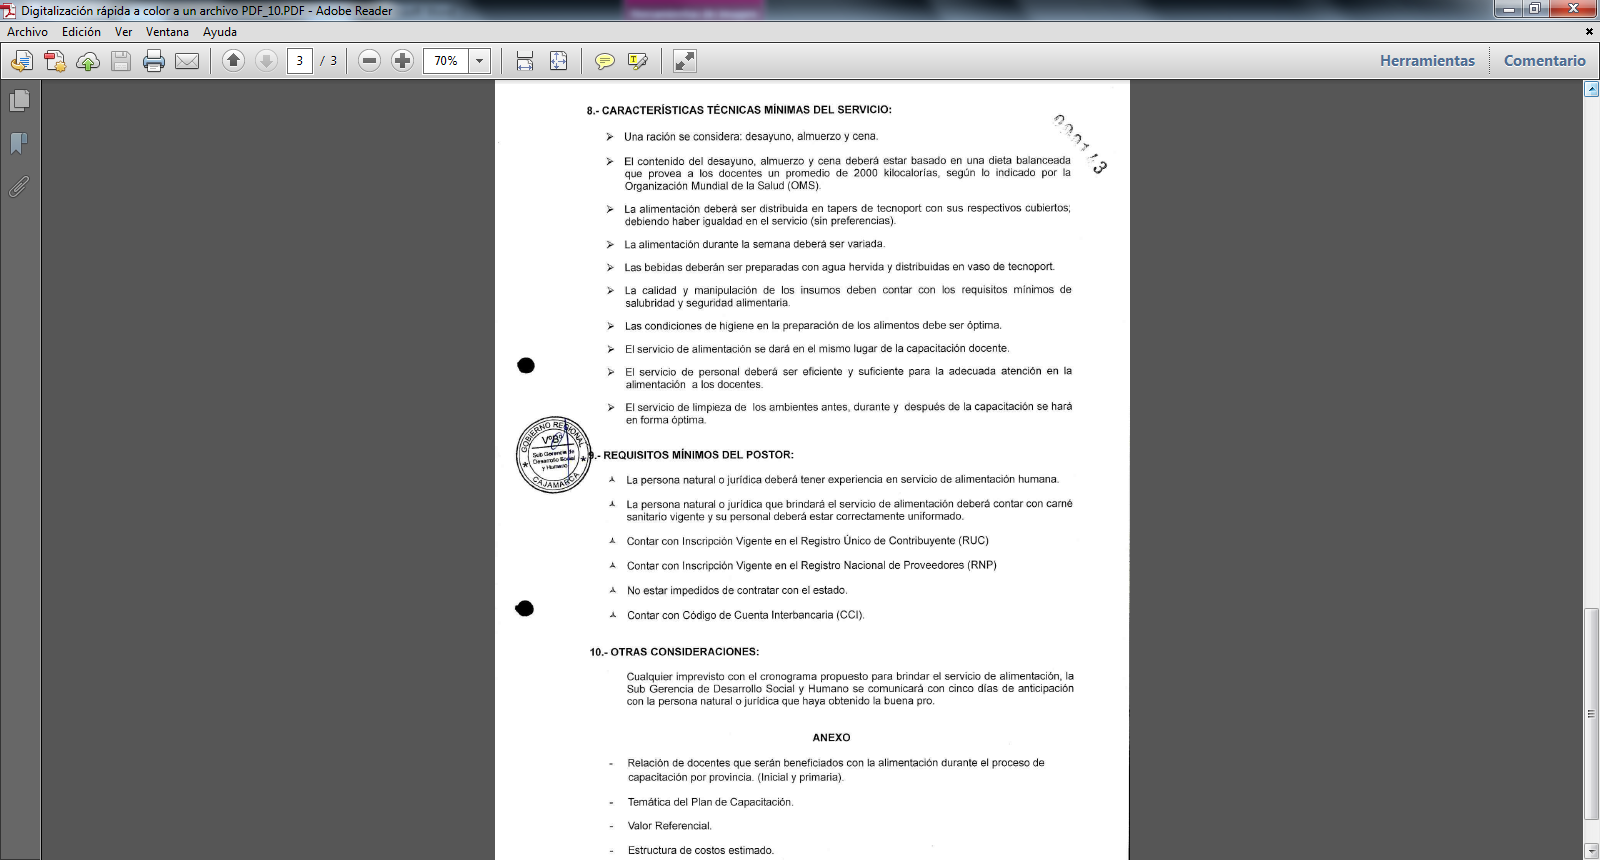 Digitalización rápida a color a un archivo PDF_10.PDF - Adobe Reader
Archivo Edición Ver Ventana Ayuda
3 / 3 70% Herramientas Comentario
8.- CARACTERÍSTICAS TÉCNICAS MÍNIMAS DEL SERVICIO:
000143
➢ Una ración se considera: desayuno, almuerzo y cena.
➢ El contenido del desayuno, almuerzo y cena deberá estar basado en una dieta balanceada
que provea a los docentes un promedio de 2000 kilocalorías, según lo indicado por la
Organización Mundial de la Salud (OMS).
➢ La alimentación deberá ser distribuida en tapers de tecnoport con sus respectivos cubiertos;
debiendo haber igualdad en el servicio (sin preferencias).
➢ La alimentación durante la semana deberá ser variada.
➢ Las bebidas deberán ser preparadas con agua hervida y distribuidas en vaso de tecnoport.
➢ La calidad y manipulación de los insumos deben contar con los requisitos mínimos de
salubridad y seguridad alimentaria.
➢ Las condiciones de higiene en la preparación de los alimentos debe ser óptima.
➢ El servicio de alimentación se dará en el mismo lugar de la capacitación docente.
➢ El servicio de personal deberá ser eficiente y suficiente para la adecuada atención en la
alimentación a los docentes.
➢ El servicio de limpieza de los ambientes antes, durante y después de la capacitación se hará
en forma óptima.
GOBIERNO REGIONAL
VºBº
Sub Gerencia de
Desarrollo Social
y Humano
CAJAMARCA
9.- REQUISITOS MÍNIMOS DEL POSTOR:
La persona natural o jurídica deberá tener experiencia en servicio de alimentación humana.
La persona natural o jurídica que brindará el servicio de alimentación deberá contar con carné
sanitario vigente y su personal deberá estar correctamente uniformado.
Contar con Inscripción Vigente en el Registro Único de Contribuyente (RUC)
Contar con Inscripción Vigente en el Registro Nacional de Proveedores (RNP)
No estar impedidos de contratar con el estado.
Contar con Código de Cuenta Interbancaria (CCI).
10.- OTRAS CONSIDERACIONES:
Cualquier imprevisto con el cronograma propuesto para brindar el servicio de alimentación, la
Sub Gerencia de Desarrollo Social y Humano se comunicará con cinco días de anticipación
con la persona natural o jurídica que haya obtenido la buena pro.
ANEXO
- Relación de docentes que serán beneficiados con la alimentación durante el proceso de
capacitación por provincia. (Inicial y primaria).
- Temática del Plan de Capacitación.
- Valor Referencial.
- Estructura de costos estimado.